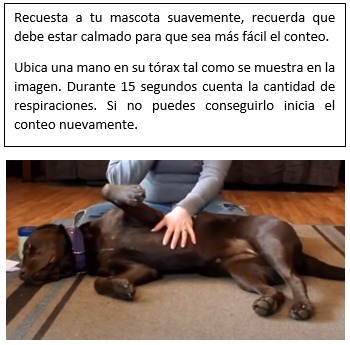 Recuesta a tu mascota suavemente, recuerda que
debe estar calmado para que sea más fácil el conteo.
Ubica una mano en su tórax tal como se muestra en la
imagen. Durante 15 segundos cuenta la cantidad de
respiraciones. Si no puedes conseguirlo inicia el
conteo nuevamente.